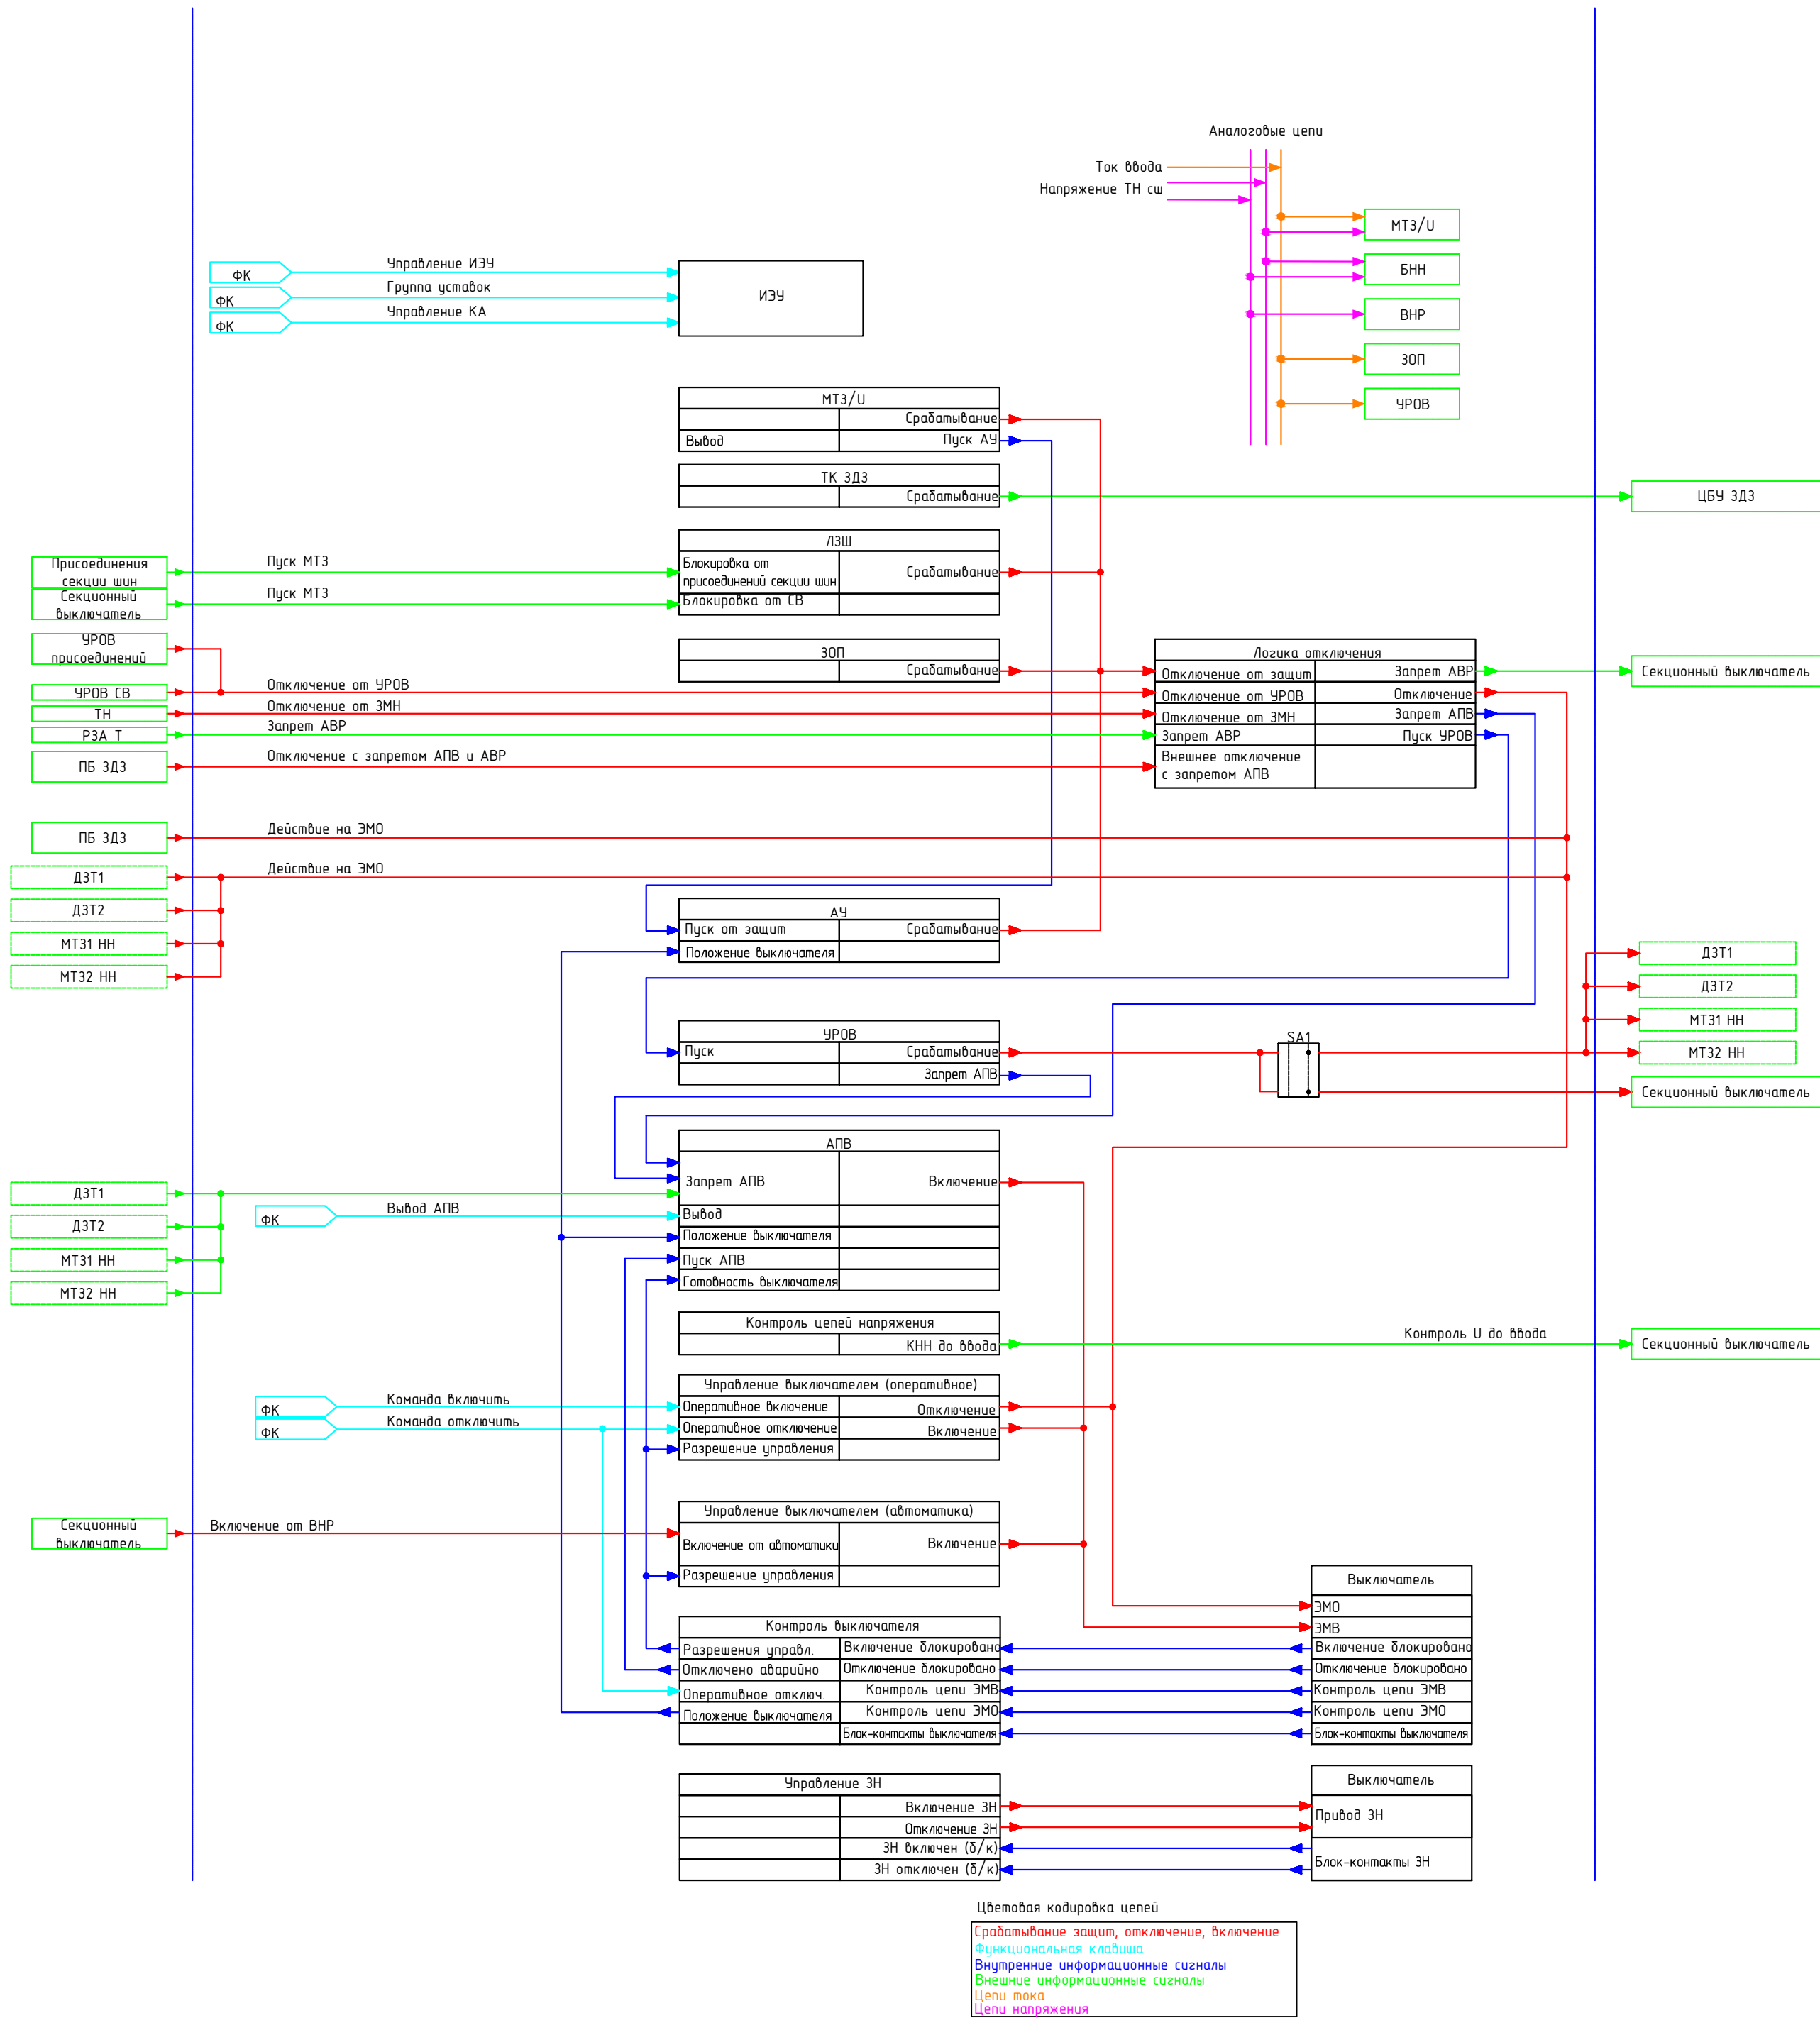 Аналоговые цепи
Ток ввода
Напряжение ТН сш
МТЗ/U
БНН
ВНР
ЗОП
УРОВ
ФК
Управление ИЭУ
ФК
Группа уставок
ФК
Управление КА
ИЭУ
МТЗ/U
Срабатывание
Вывод
Пуск АУ
ТК ЗДЗ
Срабатывание
ЦБУ ЗДЗ
ЛЗШ
Присоединения
секции шин
Пуск МТЗ
Блокировка от
присоединений секции шин
Срабатывание
Секционный
выключатель
Пуск МТЗ
Блокировка от СВ
УРОВ
присоединений
ЗОП
Срабатывание
УРОВ СВ
Отключение от УРОВ
ТН
Отключение от ЗМН
РЗА Т
Запрет АВР
ПБ ЗДЗ
Отключение с запретом АПВ и АВР
Логика отключения
Отключение от защит
Запрет АВР
Отключение от УРОВ
Отключение
Отключение от ЗМН
Запрет АПВ
Запрет АВР
Пуск УРОВ
Внешнее отключение
с запретом АПВ
Секционный выключатель
ПБ ЗДЗ
Действие на ЭМО
ДЗТ1
Действие на ЭМО
ДЗТ2
МТЗ1 НН
МТЗ2 НН
АУ
Пуск от защит
Срабатывание
Положение выключателя
ДЗТ1
ДЗТ2
МТЗ1 НН
МТЗ2 НН
УРОВ
Пуск
Срабатывание
Запрет АПВ
SA1
Секционный выключатель
АПВ
Запрет АПВ
Включение
Вывод
Положение выключателя
Пуск АПВ
Готовность выключателя
ДЗТ1
ДЗТ2
МТЗ1 НН
МТЗ2 НН
ФК
Вывод АПВ
Контроль цепей напряжения
КНН до ввода
Контроль U до ввода
Секционный выключатель
Управление выключателем (оперативное)
ФК
Команда включить
Оперативное включение
Отключение
ФК
Команда отключить
Оперативное отключение
Включение
Разрешение управления
Управление выключателем (автоматика)
Секционный
выключатель
Включение от ВНР
Включение от автоматики
Включение
Разрешение управления
Контроль выключателя
Разрешения управл.
Включение блокировано
Отключено аварийно
Отключение блокировано
Оперативное отключ.
Контроль цепи ЭМВ
Положение выключателя
Контроль цепи ЭМО
Блок-контакты выключателя
Выключатель
ЭМО
ЭМВ
Включение блокировано
Отключение блокировано
Контроль цепи ЭМВ
Контроль цепи ЭМО
Блок-контакты выключателя
Управление ЗН
Включение ЗН
Отключение ЗН
ЗН включен (б/к)
ЗН отключен (б/к)
Выключатель
Привод ЗН
Блок-контакты ЗН
Цветовая кодировка цепей
Срабатывание защит, отключение, включение
Функциональная клавиша
Внутренние информационные сигналы
Внешние информационные сигналы
Цепи тока
Цепи напряжения